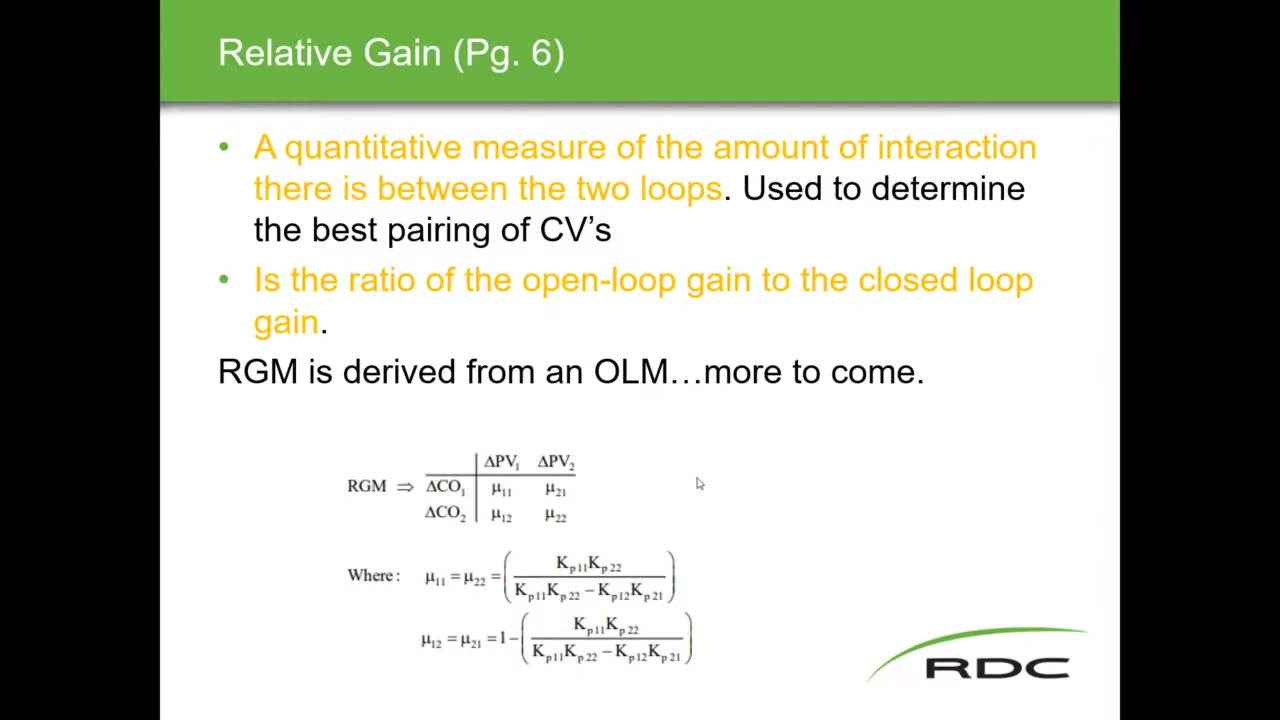 Relative Gain (Pg. 6)
• A quantitative measure of the amount of interaction
there is between the two loops. Used to determine
the best pairing of CV’s
• Is the ratio of the open-loop gain to the closed loop
gain.
RGM is derived from an OLM…more to come.
ΔPV₁ ΔPV₂
RGM ⇒ ΔCO₁ μ₁₁ μ₂₁
ΔCO₂ μ₁₂ μ₂₂
Where: μ₁₁ = μ₂₂ = (Kp11Kp22 / Kp11Kp22 − Kp12Kp21)
μ₁₂ = μ₂₁ = 1 − (Kp11Kp22 / Kp11Kp22 − Kp12Kp21)
RDC